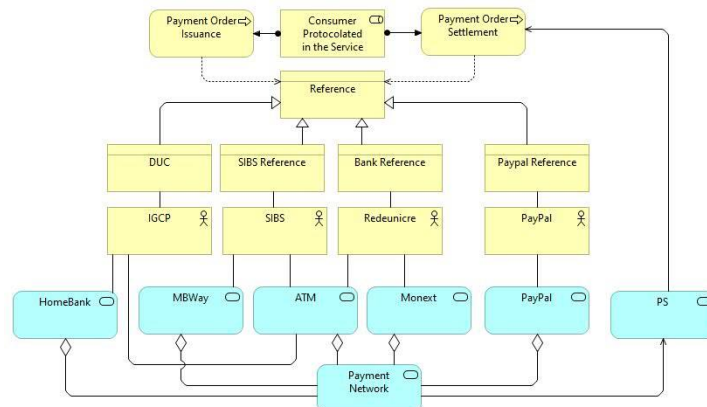 Payment Order
Issuance
Consumer
Protocolated
in the Service
Payment Order
Settlement
Reference
DUC
SIBS Reference
Bank Reference
Paypal Reference
IGCP
SIBS
Redeunicre
PayPal
HomeBank
MBWay
ATM
Monext
PayPal
PS
Payment
Network